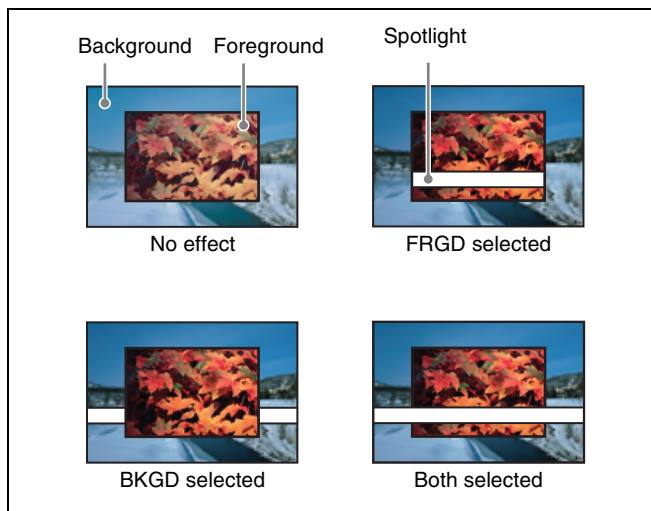 Background
Foreground
Spotlight
No effect
FRGD selected
BKGD selected
Both selected